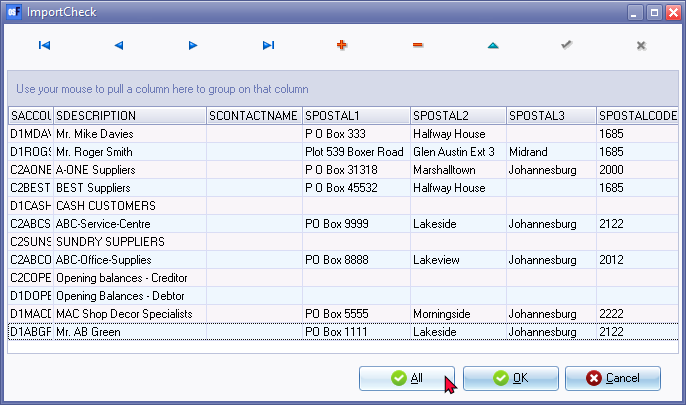 ImportCheck
Use your mouse to pull a column here to group on that column
SACCOU SDESCRIPTION SCONTACTNAME SPOSTAL1 SPOSTAL2 SPOSTAL3 SPOSTALCODE
D1MDAV Mr. Mike Davies P O Box 333 Halfway House 1685
D1ROGS Mr. Roger Smith Plot 539 Boxer Road Glen Austin Ext 3 Midrand 1685
C2AONE A-ONE Suppliers P O Box 31318 Marshalltown Johannesburg 2000
C2BEST BEST Suppliers P O Box 45532 Halfway House 1685
D1CASH CASH CUSTOMERS
C2ABCS ABC-Service-Centre PO Box 9999 Lakeside Johannesburg 2122
C2SUNS SUNDRY SUPPLIERS
C2ABCO ABC-Office-Supplies PO Box 8888 Lakeview Johannesburg 2012
C2COPE Opening balances - Creditor
D1DOPE Opening Balances - Debtor
D1MACD MAC Shop Decor Specialists PO Box 5555 Morningside Johannesburg 2222
D1ABGR Mr. AB Green PO Box 1111 Lakeside Johannesburg 2122
All OK Cancel